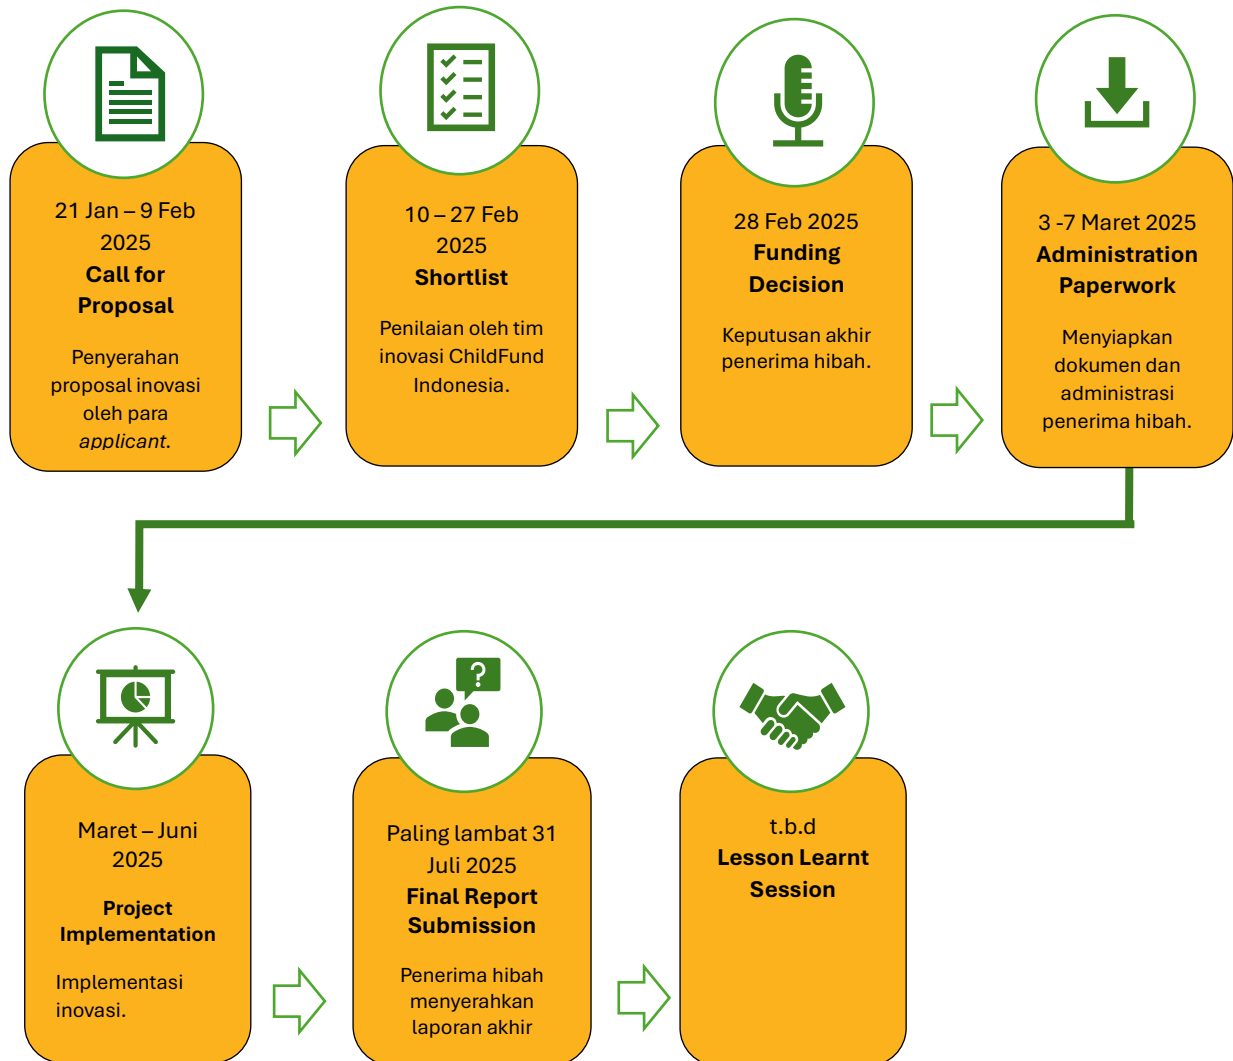 21 Jan – 9 Feb
2025
Call for
Proposal
Penyerahan
proposal inovasi
oleh para
applicant.
10 – 27 Feb
2025
Shortlist
Penilaian oleh tim
inovasi ChildFund
Indonesia.
28 Feb 2025
Funding
Decision
Keputusan akhir
penerima hibah.
3 -7 Maret 2025
Administration
Paperwork
Menyiapkan
dokumen dan
administrasi
penerima hibah.
Maret – Juni
2025
Project
Implementation
Implementasi
inovasi.
?
Paling lambat 31
Juli 2025
Final Report
Submission
Penerima hibah
menyerahkan
laporan akhir
t.b.d
Lesson Learnt
Session